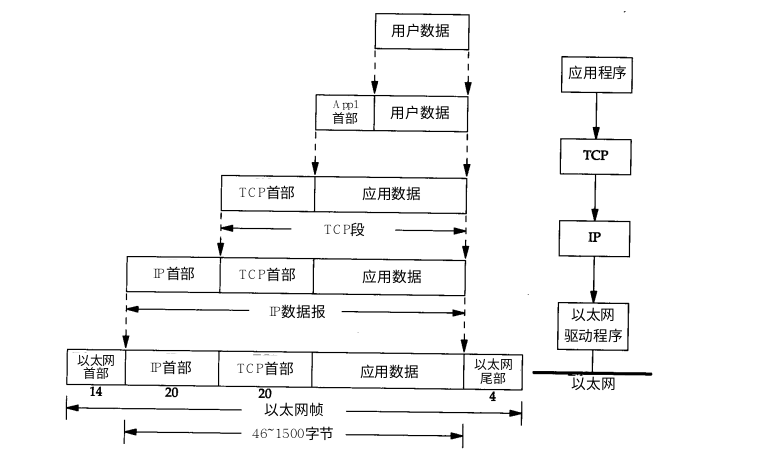 用户数据
应用程序
Appl
首部
用户数据
TCP
TCP首部
应用数据
TCP段
IP
IP首部
TCP首部
应用数据
IP数据报
以太网
驱动程序
以太网
首部
IP首部
TCP首部
应用数据
以太网
尾部
以太网
14
20
20
4
以太网帧
46~1500字节